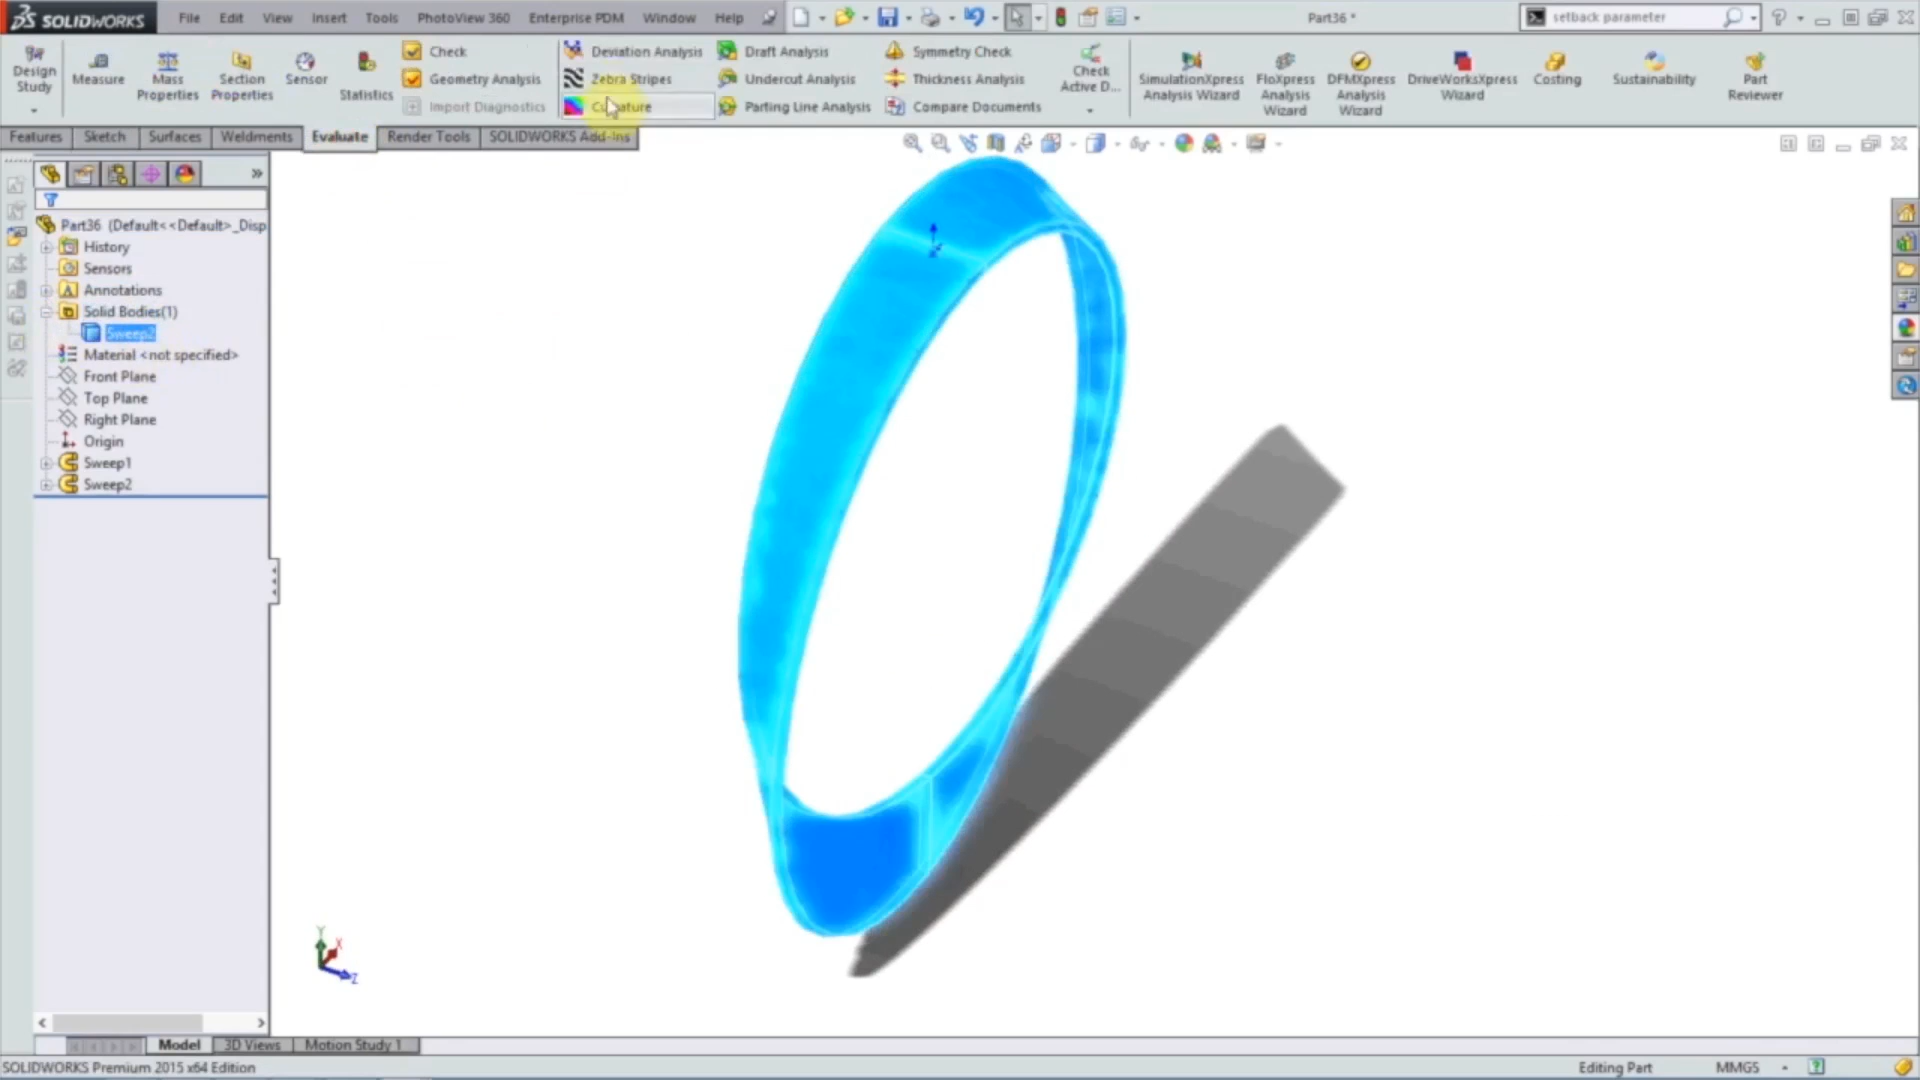 SOLIDWORKS File Edit View Insert Tools PhotoView 360 Enterprise PDM Window Help Part36 * setback parameter
Design Study
Measure
Mass Properties
Section Properties
Sensor
Statistics
Check
Geometry Analysis
Import Diagnostics
Deviation Analysis
Zebra Stripes
Curvature
Draft Analysis
Undercut Analysis
Parting Line Analysis
Symmetry Check
Thickness Analysis
Compare Documents
Check Active D...
SimulationXpress Analysis Wizard
FloXpress Analysis Wizard
DFMXpress Analysis Wizard
DriveWorksXpress Wizard
Costing
Sustainability
Part Reviewer
Features Sketch Surfaces Weldments Evaluate Render Tools SOLIDWORKS Add-Ins
Part36 (Default<<Default>_Disp
History
Sensors
Annotations
Solid Bodies(1)
Sweep2
Material <not specified>
Front Plane
Top Plane
Right Plane
Origin
Sweep1
Sweep2
Y
X
Z
Model 3D Views Motion Study 1
SOLIDWORKS Premium 2015 x64 Edition Editing Part MMGS